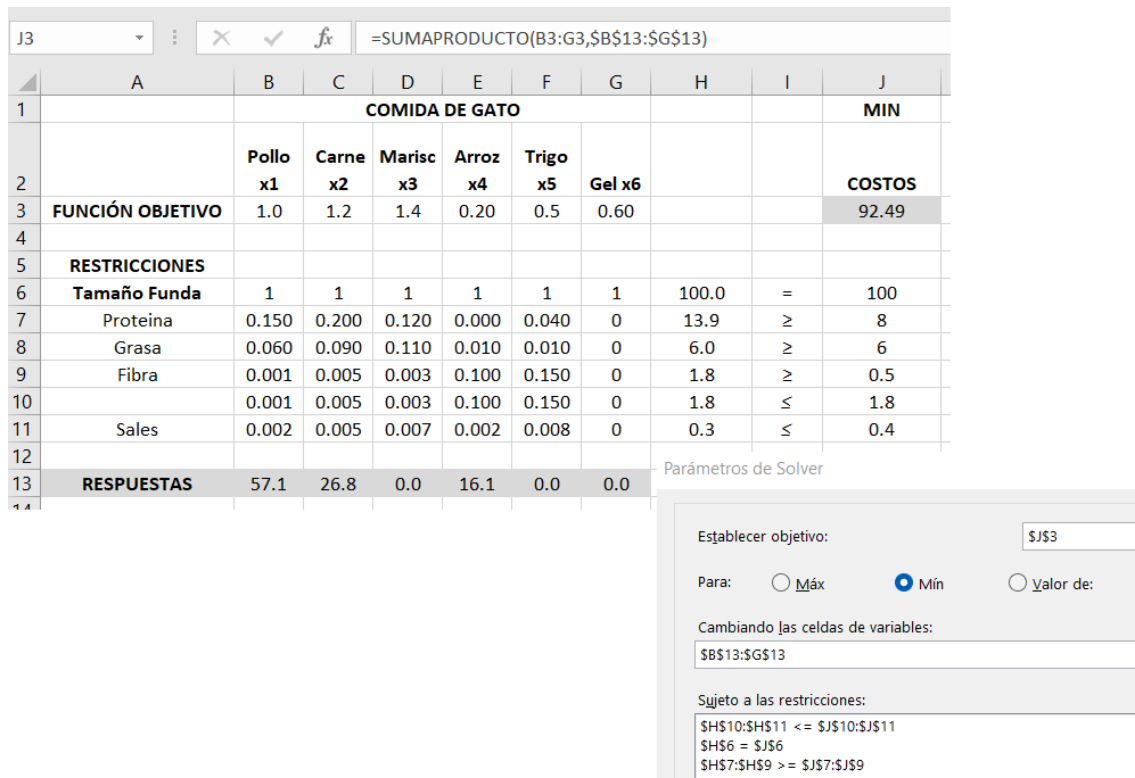 J3 fx =SUMAPRODUCTO(B3:G3,$B$13:$G$13)
A B C D E F G H I J
1 COMIDA DE GATO MIN
Pollo Carne Marisc Arroz Trigo
2 x1 x2 x3 x4 x5 Gel x6 COSTOS
3 FUNCIÓN OBJETIVO 1.0 1.2 1.4 0.20 0.5 0.60 92.49
4
5 RESTRICCIONES
6 Tamaño Funda 1 1 1 1 1 1 100.0 = 100
7 Proteina 0.150 0.200 0.120 0.000 0.040 0 13.9 ≥ 8
8 Grasa 0.060 0.090 0.110 0.010 0.010 0 6.0 ≥ 6
9 Fibra 0.001 0.005 0.003 0.100 0.150 0 1.8 ≥ 0.5
10 0.001 0.005 0.003 0.100 0.150 0 1.8 ≤ 1.8
11 Sales 0.002 0.005 0.007 0.002 0.008 0 0.3 ≤ 0.4
12
13 RESPUESTAS 57.1 26.8 0.0 16.1 0.0 0.0
Parámetros de Solver
Establecer objetivo: $J$3
Para: Máx Mín Valor de:
Cambiando las celdas de variables:
$B$13:$G$13
Sujeto a las restricciones:
$H$10:$H$11 <= $J$10:$J$11
$H$6 = $J$6
$H$7:$H$9 >= $J$7:$J$9